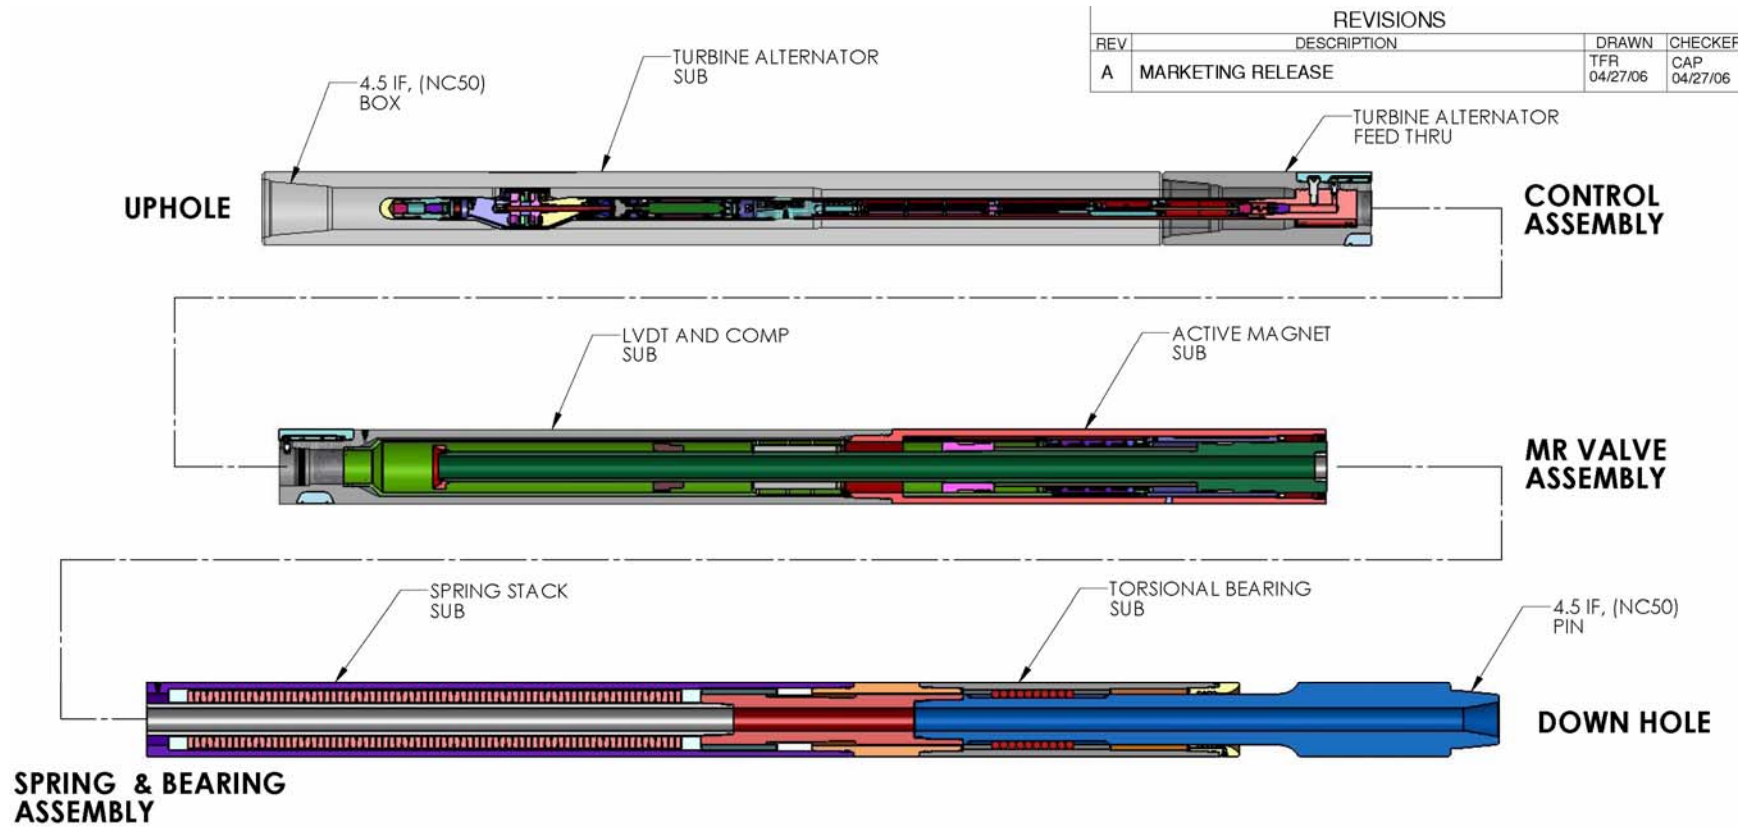 REVISIONS
REV DESCRIPTION DRAWN CHECKER
A MARKETING RELEASE TFR 04/27/06 CAP 04/27/06
TURBINE ALTERNATOR
SUB
4.5 IF, (NC50)
BOX
TURBINE ALTERNATOR
FEED THRU
UPHOLE
CONTROL
ASSEMBLY
LVDT AND COMP
SUB
ACTIVE MAGNET
SUB
MR VALVE
ASSEMBLY
SPRING STACK
SUB
TORSIONAL BEARING
SUB
4.5 IF, (NC50)
PIN
DOWN HOLE
SPRING & BEARING
ASSEMBLY